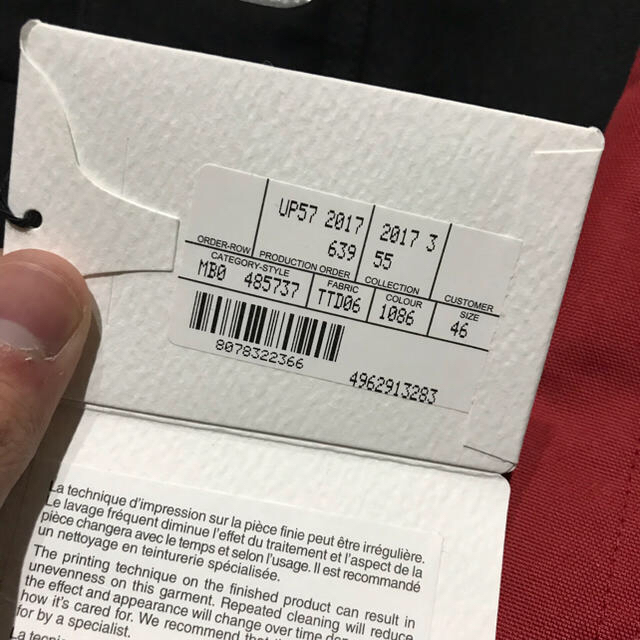 UP57 2017 2017 3
639 55
ORDER-ROW PRODUCTION ORDER COLLECTION CUSTOMER
CATEGORY-STYLE FABRIC COLOUR SIZE
MB0 485737 TTD06 1086 46
8078322366
4962913283
La technique d'impression sur la pièce finie peut être irrégulière.
Le lavage fréquent diminue l'effet du traitement et l'aspect de la
pièce changera avec le temps et selon l'usage. Il est recommandé
un nettoyage en teinturerie spécialisée.
The printing technique on the finished product can result in
unevenness on this garment. Repeated cleaning will reduce
the effect and appearance will change over time
how it's cared for. We recommend
for by a specialist.
La technique